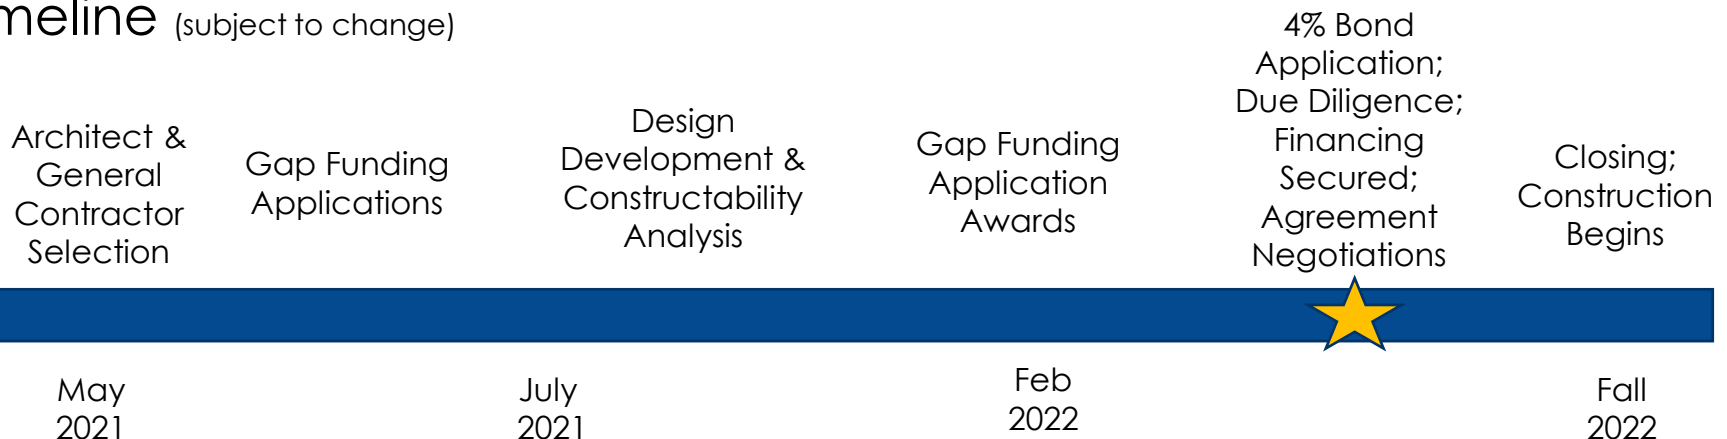 meline (subject to change)
Architect &
General
Contractor
Selection
Gap Funding
Applications
Design
Development &
Constructability
Analysis
Gap Funding
Application
Awards
4% Bond
Application;
Due Diligence;
Financing
Secured;
Agreement
Negotiations
Closing;
Construction
Begins
May
2021
July
2021
Feb
2022
Fall
2022